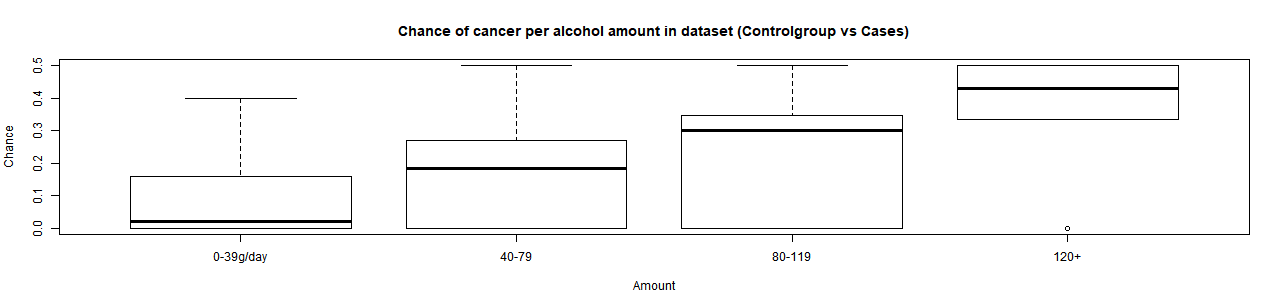 Chance of cancer per alcohol amount in dataset (Controlgroup vs Cases)
Chance
0.5
0.4
0.3
0.2
0.1
0.0
0-39g/day 40-79 80-119 120+
Amount